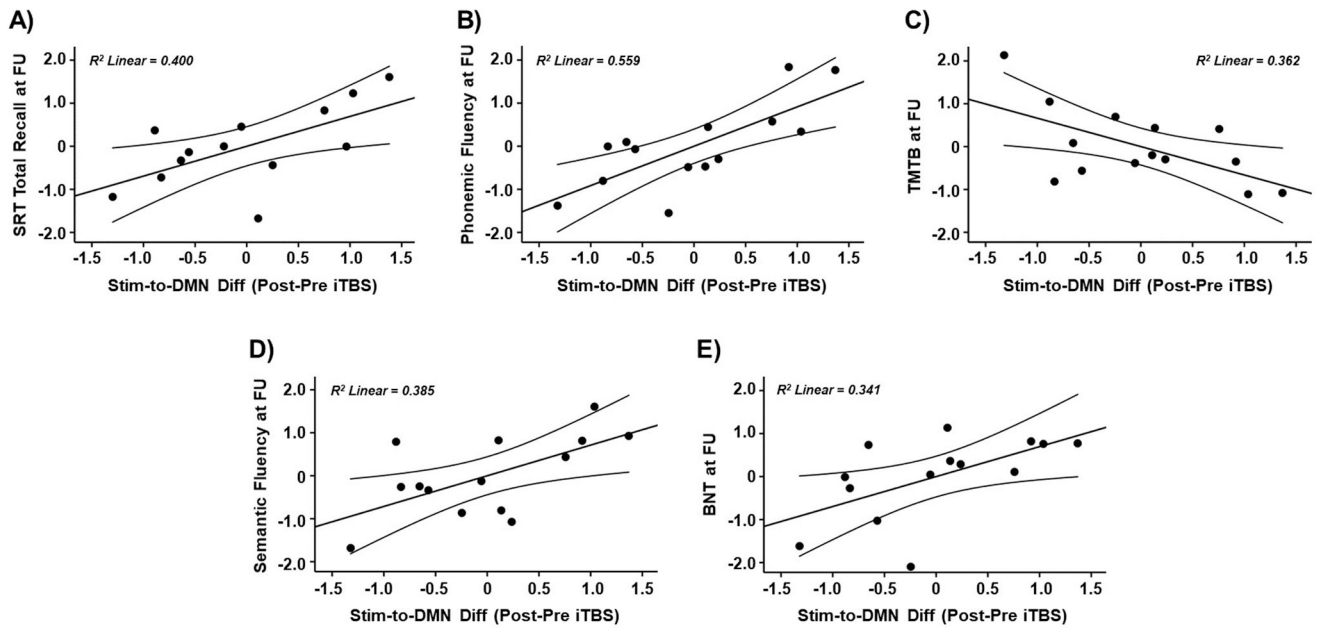 A)
R² Linear = 0.400
SRT Total Recall at FU
2.0
1.0
0
-1.0
-2.0
-1.5 -1.0 -0.5 0 0.5 1.0 1.5
Stim-to-DMN Diff (Post-Pre iTBS)
B)
R² Linear = 0.559
Phonemic Fluency at FU
2.0
1.0
0
-1.0
-2.0
-1.5 -1.0 -0.5 0 0.5 1.0 1.5
Stim-to-DMN Diff (Post-Pre iTBS)
C)
R² Linear = 0.362
TMTB at FU
2.0
1.0
0
-1.0
-2.0
-1.5 -1.0 -0.5 0 0.5 1.0 1.5
Stim-to-DMN Diff (Post-Pre iTBS)
D)
R² Linear = 0.385
Semantic Fluency at FU
2.0
1.0
0
-1.0
-2.0
-1.5 -1.0 -0.5 0 0.5 1.0 1.5
Stim-to-DMN Diff (Post-Pre iTBS)
E)
R² Linear = 0.341
BNT at FU
2.0
1.0
0
-1.0
-2.0
-1.5 -1.0 -0.5 0 0.5 1.0 1.5
Stim-to-DMN Diff (Post-Pre iTBS)